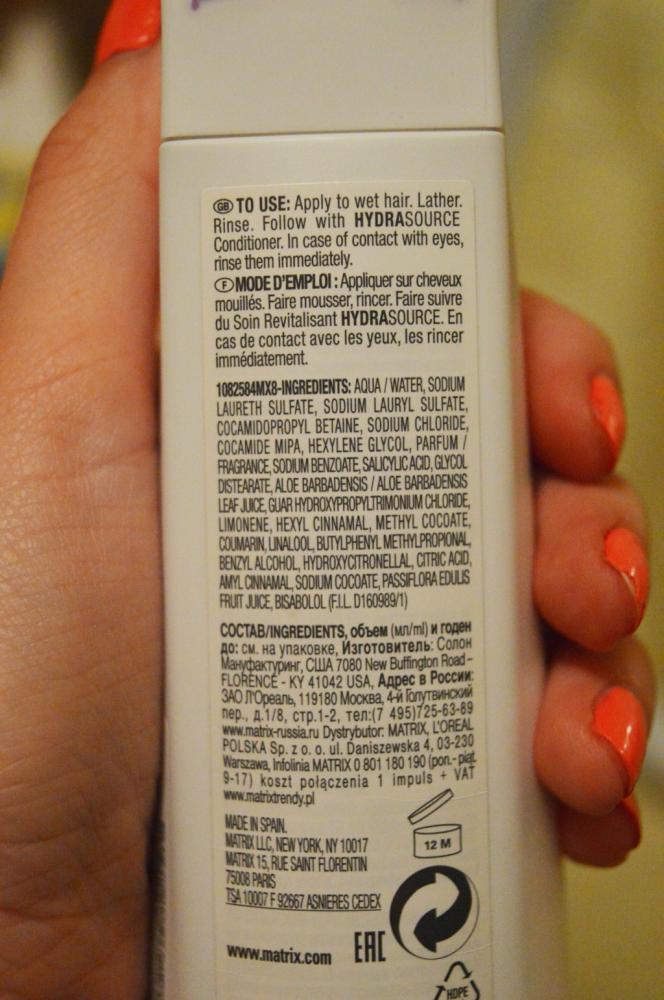 GB TO USE: Apply to wet hair. Lather.
Rinse. Follow with HYDRASOURCE
Conditioner. In case of contact with eyes,
rinse them immediately.
F MODE D'EMPLOI : Appliquer sur cheveux
mouillés. Faire mousser, rincer. Faire suivre
du Soin Revitalisant HYDRASOURCE. En
cas de contact avec les yeux, les rincer
immédiatement.
1082584MX8-INGREDIENTS: AQUA / WATER, SODIUM
LAURETH SULFATE, SODIUM LAURYL SULFATE,
COCAMIDOPROPYL BETAINE, SODIUM CHLORIDE,
COCAMIDE MIPA, HEXYLENE GLYCOL, PARFUM /
FRAGRANCE, SODIUM BENZOATE, SALICYLIC ACID, GLYCOL
DISTEARATE, ALOE BARBADENSIS / ALOE BARBADENSIS
LEAF JUICE, GUAR HYDROXYPROPYLTRIMONIUM CHLORIDE,
LIMONENE, HEXYL CINNAMAL, METHYL COCOATE,
COUMARIN, LINALOOL, BUTYLPHENYL METHYLPROPIONAL,
BENZYL ALCOHOL, HYDROXYCITRONELLAL, CITRIC ACID,
AMYL CINNAMAL, SODIUM COCOATE, PASSIFLORA EDULIS
FRUIT JUICE, BISABOLOL (F.I.L. D160989/1)
СОСТАВ/INGREDIENTS, объем (мл/ml) и годен
до: см. на упаковке, Изготовитель: Солон
Мануфактуринг, США 7080 New Buffington Road -
FLORENCE - KY 41042 USA, Адрес в России:
ЗАО Л'Ореаль, 119180 Москва, 4-й Голутвинский
пер., д.1/8, стр.1-2, тел:(7 495)725-63-89
www.matrix-russia.ru Dystrybutor: MATRIX, L'OREAL
POLSKA Sp. z o. o. ul. Daniszewska 4, 03-230
Warszawa, Infolinia MATRIX 0 801 180 190 (pon.- piąt.
9-17) koszt połączenia 1 impuls + VAT
www.matrixtrendy.pl
MADE IN SPAIN.
MATRIX LLC, NEW YORK, NY 10017
MATRIX 15, RUE SAINT FLORENTIN
75008 PARIS
TSA 10007 F 92667 ASNIERES CEDEX
12 M
www.matrix.com
EAC
HDPE